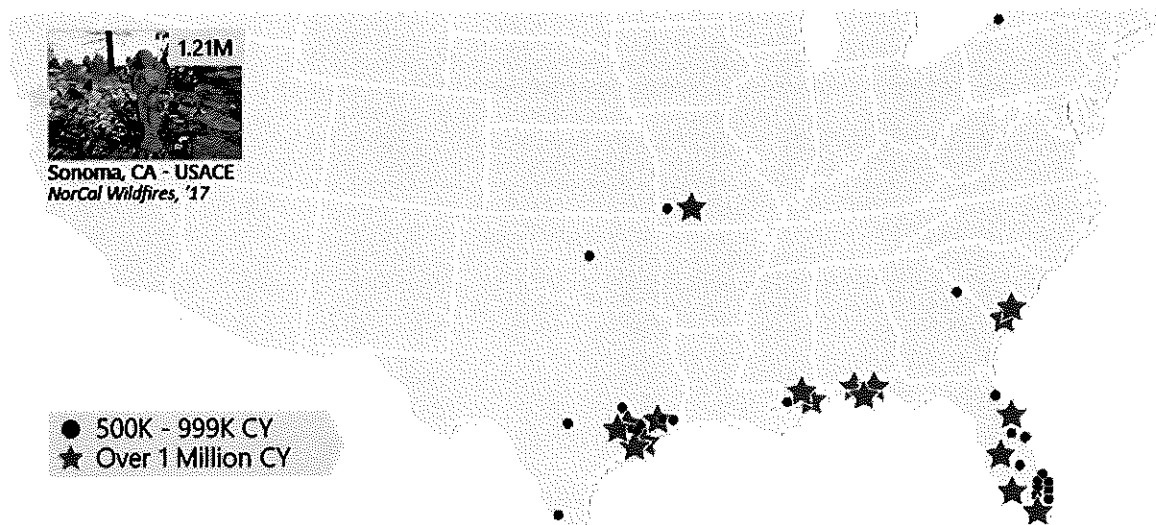 1.21M
Sonoma, CA - USACE
NorCal Wildfires, '17
500K - 999K CY
Over 1 Million CY